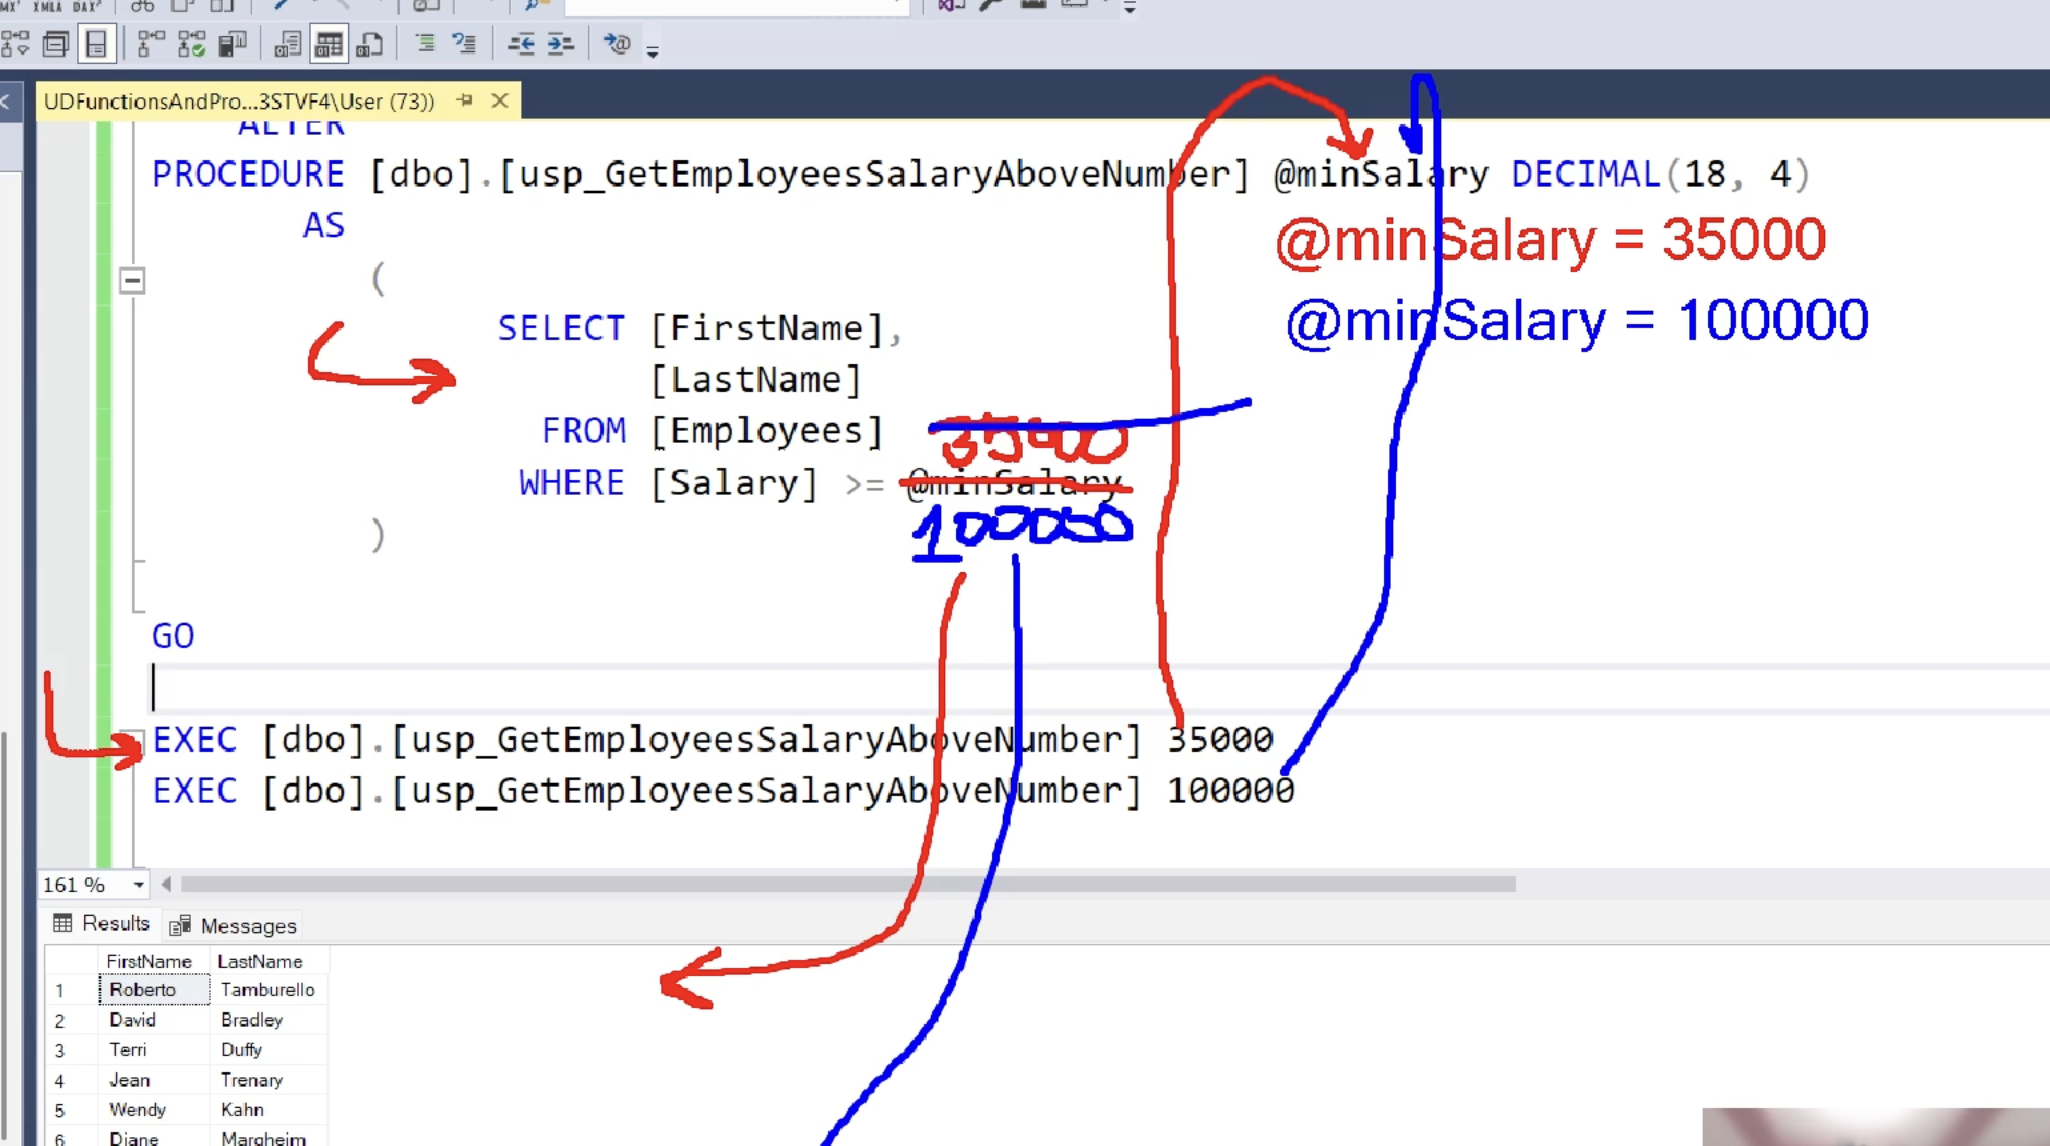 MX' XMLA DAX'
UDFunctionsAndPro...3STVF4\User (73))
ALTER
PROCEDURE [dbo].[usp_GetEmployeesSalaryAboveNumber] @minSalary DECIMAL(18, 4)
AS
@minSalary = 35000
(
@minSalary = 100000
SELECT [FirstName],
[LastName]
FROM [Employees]
35000
WHERE [Salary] >= @minSalary
100000
)
GO
EXEC [dbo].[usp_GetEmployeesSalaryAboveNumber] 35000
EXEC [dbo].[usp_GetEmployeesSalaryAboveNumber] 100000
161 %
Results Messages
FirstName LastName
1 Roberto Tamburello
2 David Bradley
3 Terri Duffy
4 Jean Trenary
5 Wendy Kahn
6 Diane Margheim